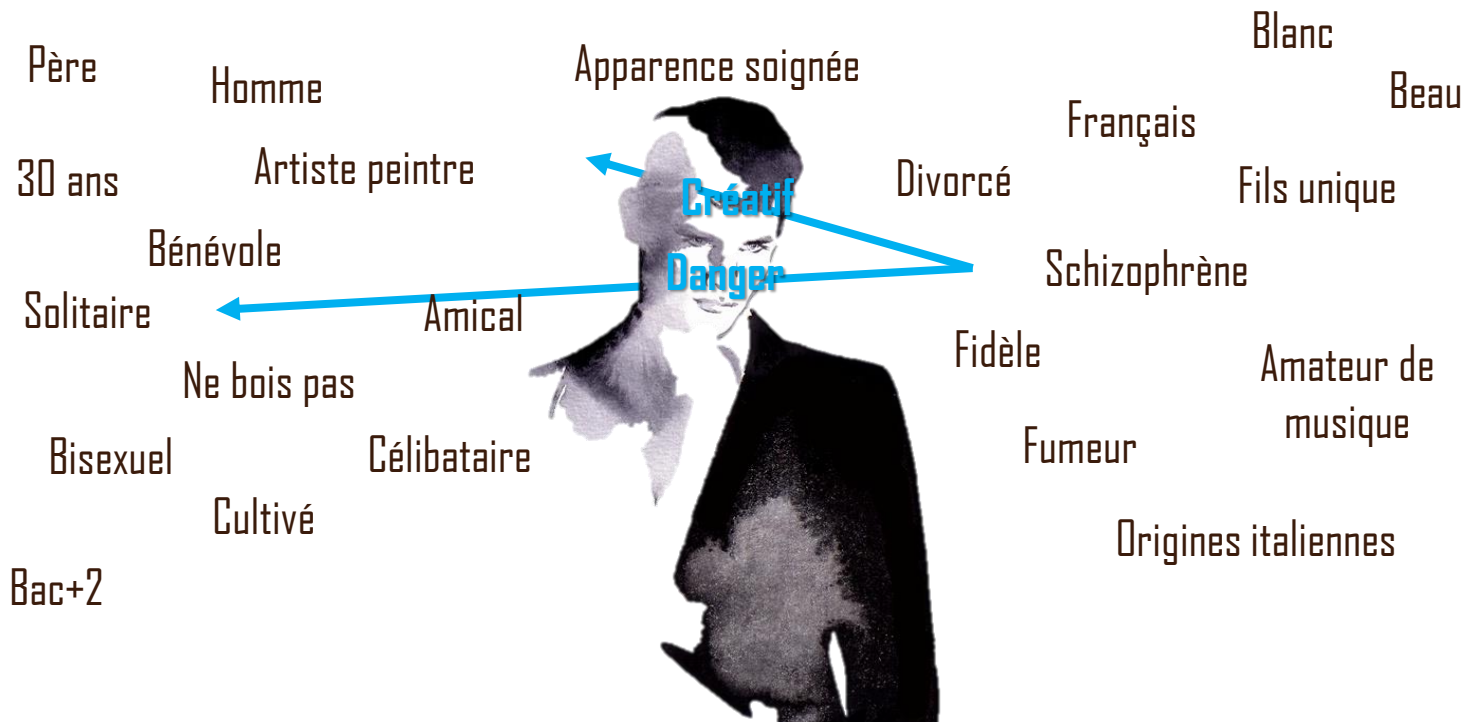 Blanc
Père
Homme
Apparence soignée
Beau
Français
30 ans
Artiste peintre
Créatif
Divorcé
Fils unique
Bénévole
Danger
Schizophrène
Solitaire
Amical
Fidèle
Amateur de
musique
Ne bois pas
Bisexuel
Célibataire
Fumeur
Cultivé
Origines italiennes
Bac+2